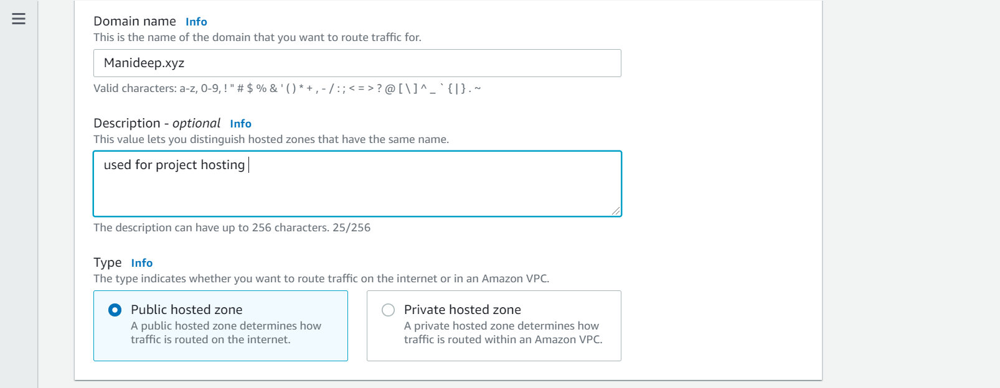 Domain name Info
This is the name of the domain that you want to route traffic for.
Manideep.xyz
Valid characters: a-z, 0-9, ! " # $ % & ' ( ) * + , - / : ; < = > ? @ [ \ ] ^ _ ` { | } . ~
Description - optional Info
This value lets you distinguish hosted zones that have the same name.
used for project hosting
The description can have up to 256 characters. 25/256
Type Info
The type indicates whether you want to route traffic on the internet or in an Amazon VPC.
Public hosted zone
A public hosted zone determines how
traffic is routed on the internet.
Private hosted zone
A private hosted zone determines how
traffic is routed within an Amazon VPC.